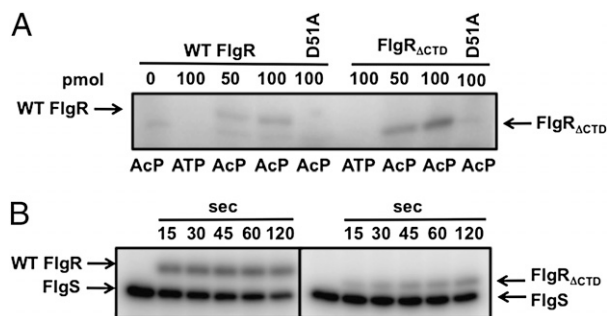 A
WT FlgR D51A FlgRΔCTD D51A
pmol 0 100 50 100 100 100 50 100 100
WT FlgR
FlgRΔCTD
AcP ATP AcP AcP AcP ATP AcP AcP AcP
B
sec sec
15 30 45 60 120 15 30 45 60 120
WT FlgR
FlgRΔCTD
FlgS
FlgS